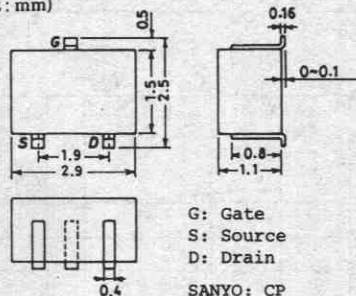 : mm)
0.5
0.16
G
1.5
2.5
0~0.1
S
D
1.9
2.9
0.8
1.1
0.4
G: Gate
S: Source
D: Drain
SANYO: CP